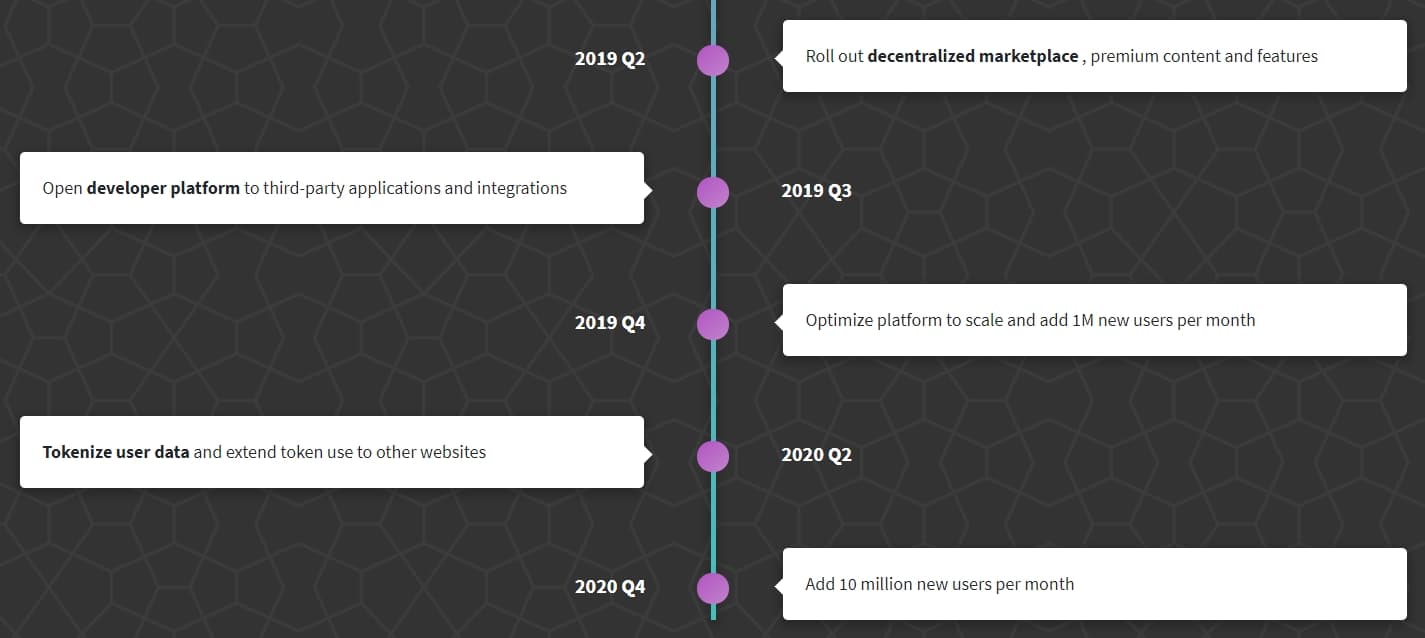 2019 Q2
Roll out decentralized marketplace , premium content and features
Open developer platform to third-party applications and integrations
2019 Q3
2019 Q4
Optimize platform to scale and add 1M new users per month
Tokenize user data and extend token use to other websites
2020 Q2
2020 Q4
Add 10 million new users per month